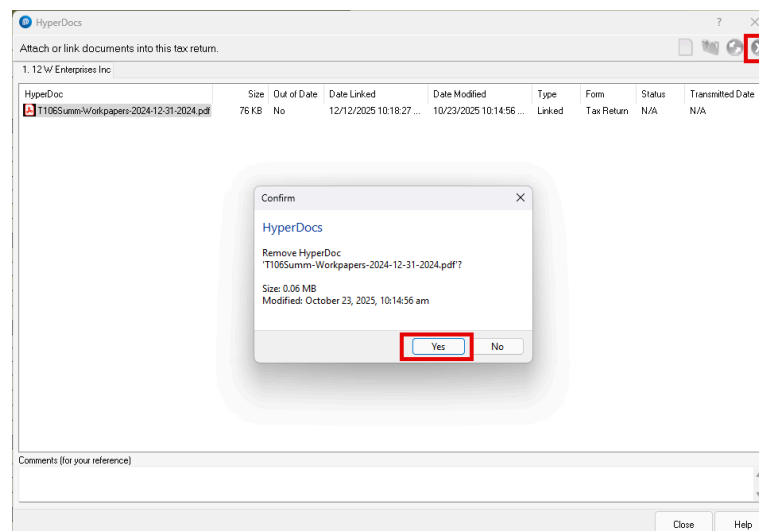 HyperDocs
Attach or link documents into this tax return.
1. 12 W Enterprises Inc
HyperDoc Size Out of Date Date Linked Date Modified Type Form Status Transmitted Date
T106Summ-Workpapers-2024-12-31-2024.pdf 76 KB No 12/12/2025 10:18:27 ... 10/23/2025 10:14:56 ... Linked Tax Return N/A N/A
Confirm
HyperDocs
Remove HyperDoc
'T106Summ-Workpapers-2024-12-31-2024.pdf'?
Size: 0.06 MB
Modified: October 23, 2025, 10:14:56 am
Yes No
Comments (for your reference)
Close Help